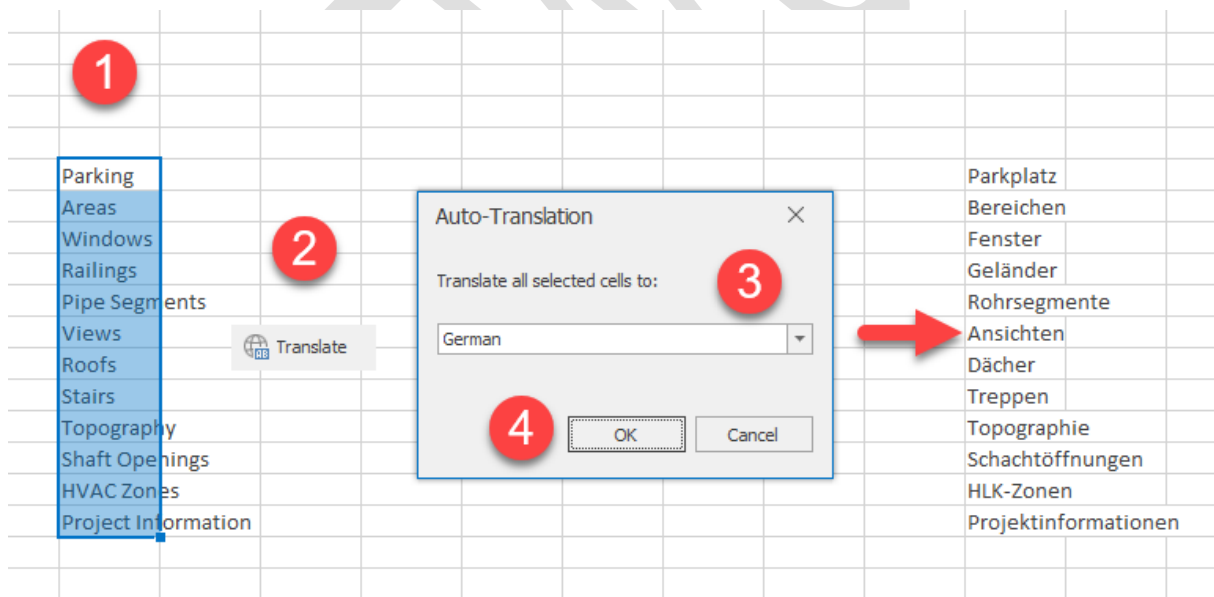 1
Parking
Areas
Windows
Railings
Pipe Segments
Views
Roofs
Stairs
Topography
Shaft Openings
HVAC Zones
Project Information
2
Translate
Auto-Translation
Translate all selected cells to:
3
German
4
OK
Cancel
Parkplatz
Bereichen
Fenster
Geländer
Rohrsegmente
Ansichten
Dächer
Treppen
Topographie
Schachtöffnungen
HLK-Zonen
Projektinformationen